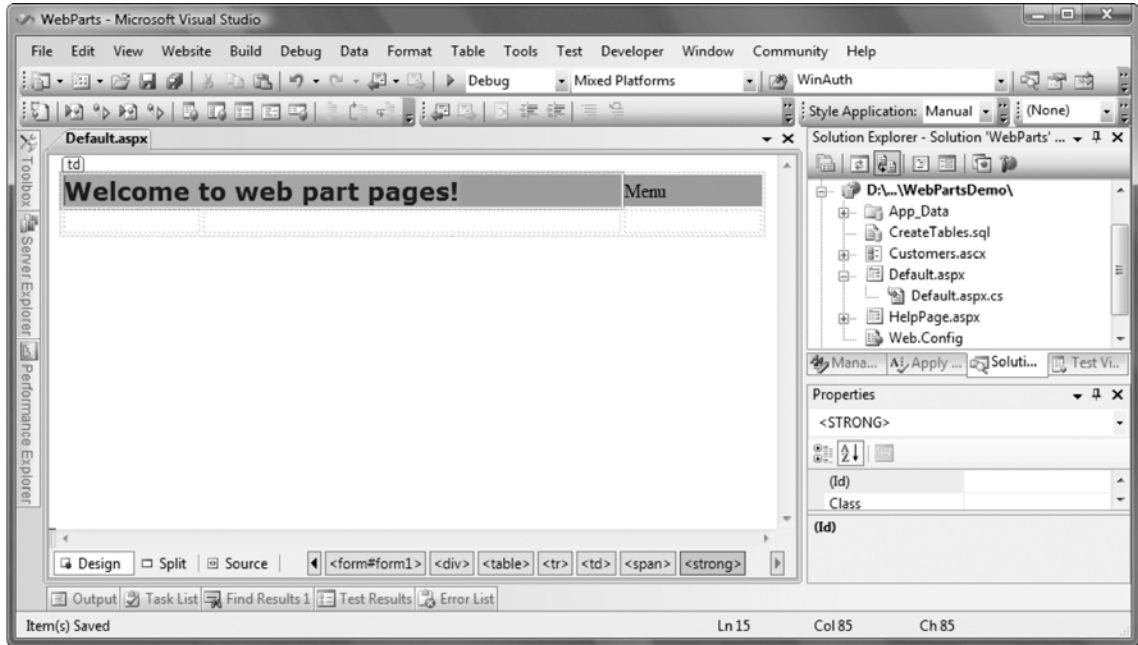 WebParts - Microsoft Visual Studio
File Edit View Website Build Debug Data Format Table Tools Test Developer Window Community Help
Debug Mixed Platforms WinAuth
Style Application: Manual (None)
Default.aspx
Solution Explorer - Solution 'WebParts' ...
Toolbox
Server Explorer
Performance Explorer
td
Welcome to web part pages! Menu
D:\...\WebPartsDemo\
App_Data
CreateTables.sql
Customers.ascx
Default.aspx
Default.aspx.cs
HelpPage.aspx
Web.Config
Mana... Apply ... Soluti... Test Vi...
Properties
<STRONG>
(Id)
Class
(Id)
Design Split Source <form#form1> <div> <table> <tr> <td> <span> <strong>
Output Task List Find Results 1 Test Results Error List
Item(s) Saved Ln 15 Col 85 Ch 85